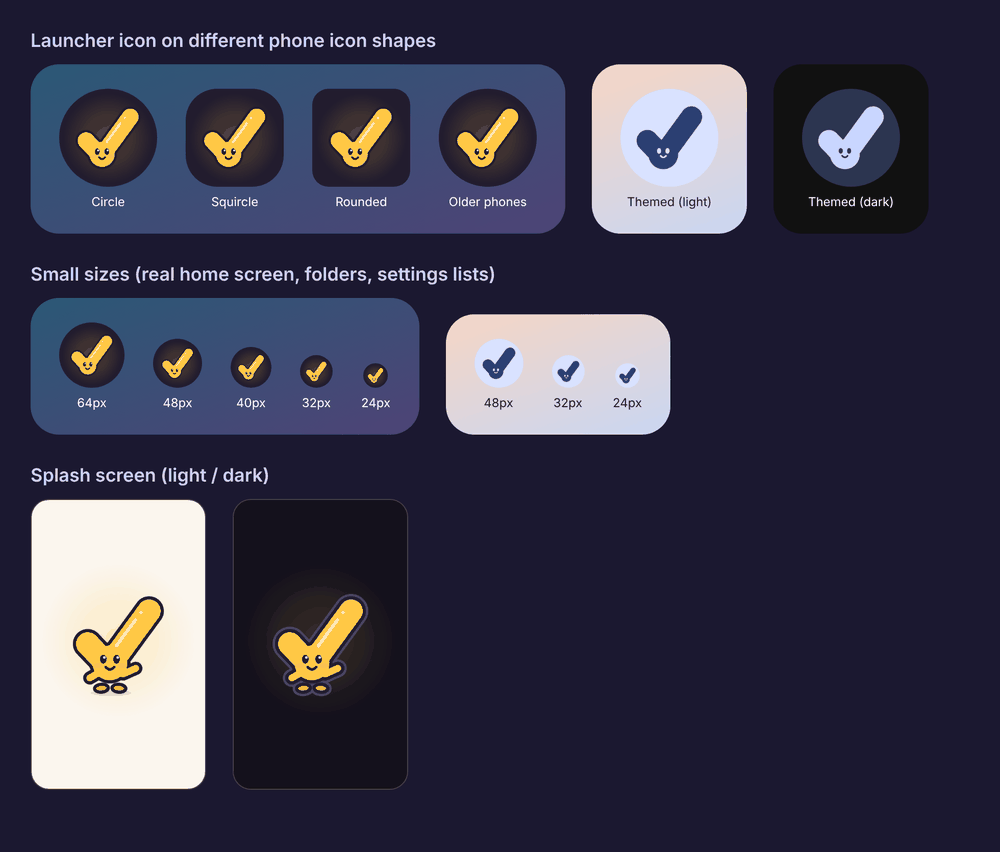 Launcher icon on different phone icon shapes
Circle
Squircle
Rounded
Older phones
Themed (light)
Themed (dark)
Small sizes (real home screen, folders, settings lists)
64px
48px
40px
32px
24px
48px
32px
24px
Splash screen (light / dark)